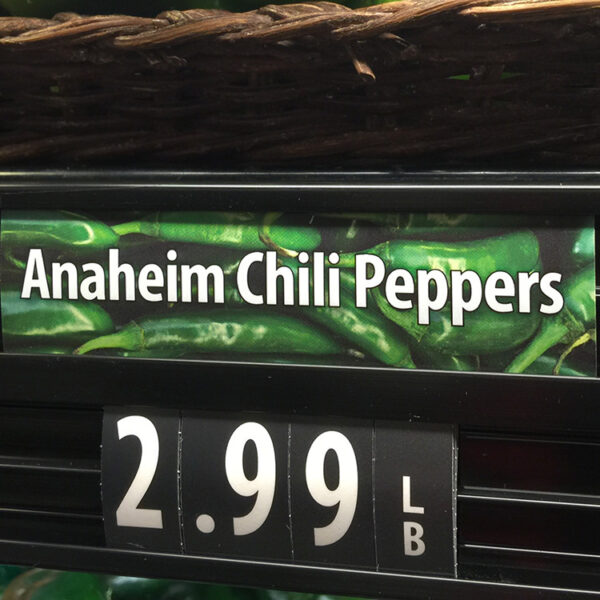 Anaheim Chili Peppers
2.99 LB